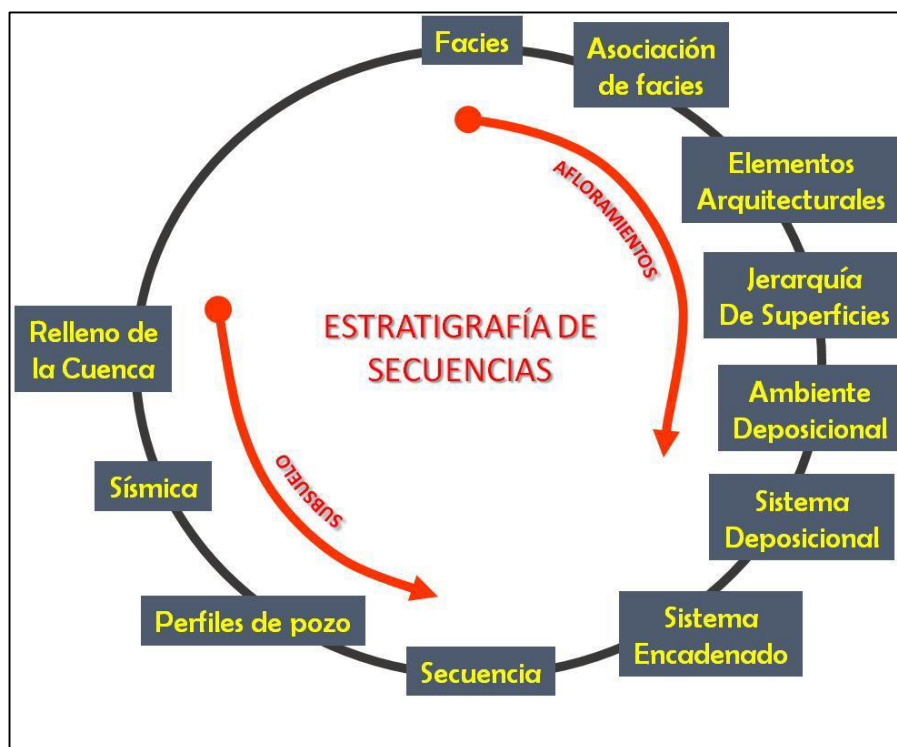 Facies
Asociación
de facies
Elementos
Arquitecturales
Jerarquía
De Superficies
Ambiente
Deposicional
Sistema
Deposicional
Sistema
Encadenado
Secuencia
Perfiles de pozo
Sísmica
Relleno de
la Cuenca
AFLORAMIENTOS
SUBSUELO
ESTRATIGRAFÍA DE
SECUENCIAS